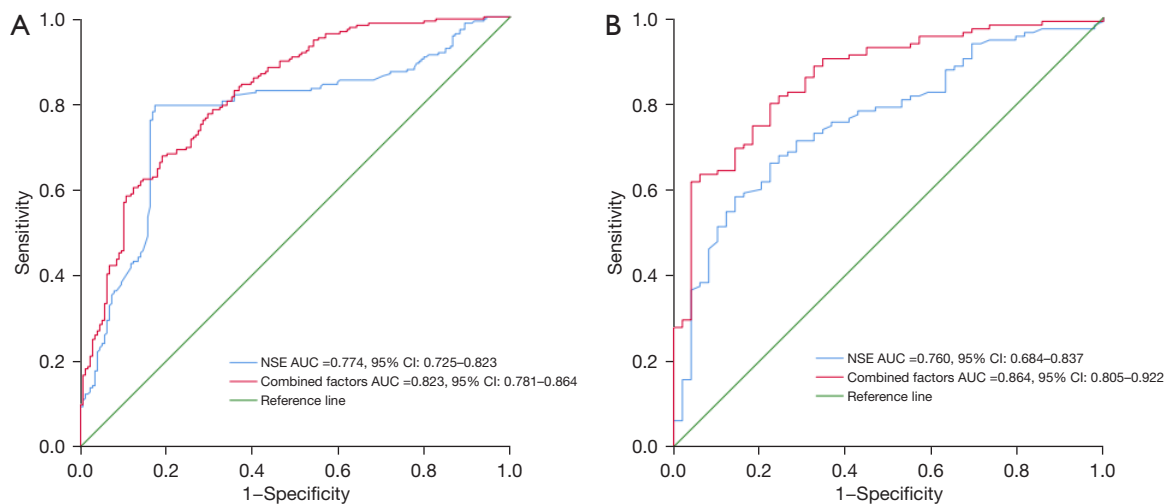 A
1.0
0.8
0.6
0.4
0.2
0.0
Sensitivity
0.0
0.2
0.4
0.6
0.8
1.0
1–Specificity
NSE AUC =0.774, 95% CI: 0.725–0.823
Combined factors AUC =0.823, 95% CI: 0.781–0.864
Reference line
B
1.0
0.8
0.6
0.4
0.2
0.0
Sensitivity
0.0
0.2
0.4
0.6
0.8
1.0
1–Specificity
NSE AUC =0.760, 95% CI: 0.684–0.837
Combined factors AUC =0.864, 95% CI: 0.805–0.922
Reference line